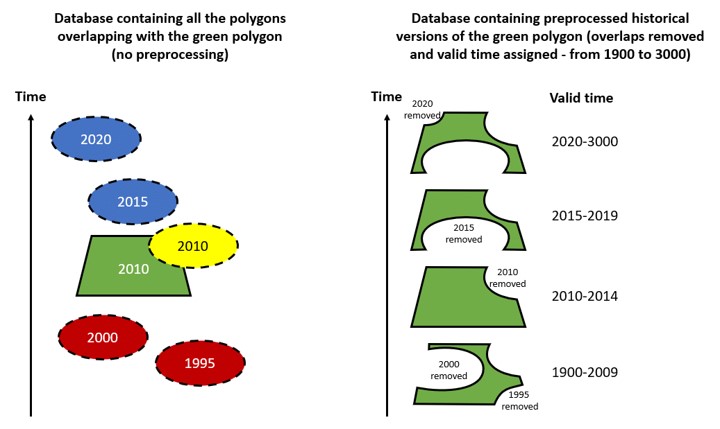 Database containing all the polygons
overlapping with the green polygon
(no preprocessing)
Time
2020
2015
2010
2010
2000
1995
Database containing preprocessed historical
versions of the green polygon (overlaps removed
and valid time assigned - from 1900 to 3000)
Time
Valid time
2020
removed
2020-3000
2015
removed
2015-2019
2010
removed
2010-2014
2000
removed
1995
removed
1900-2009